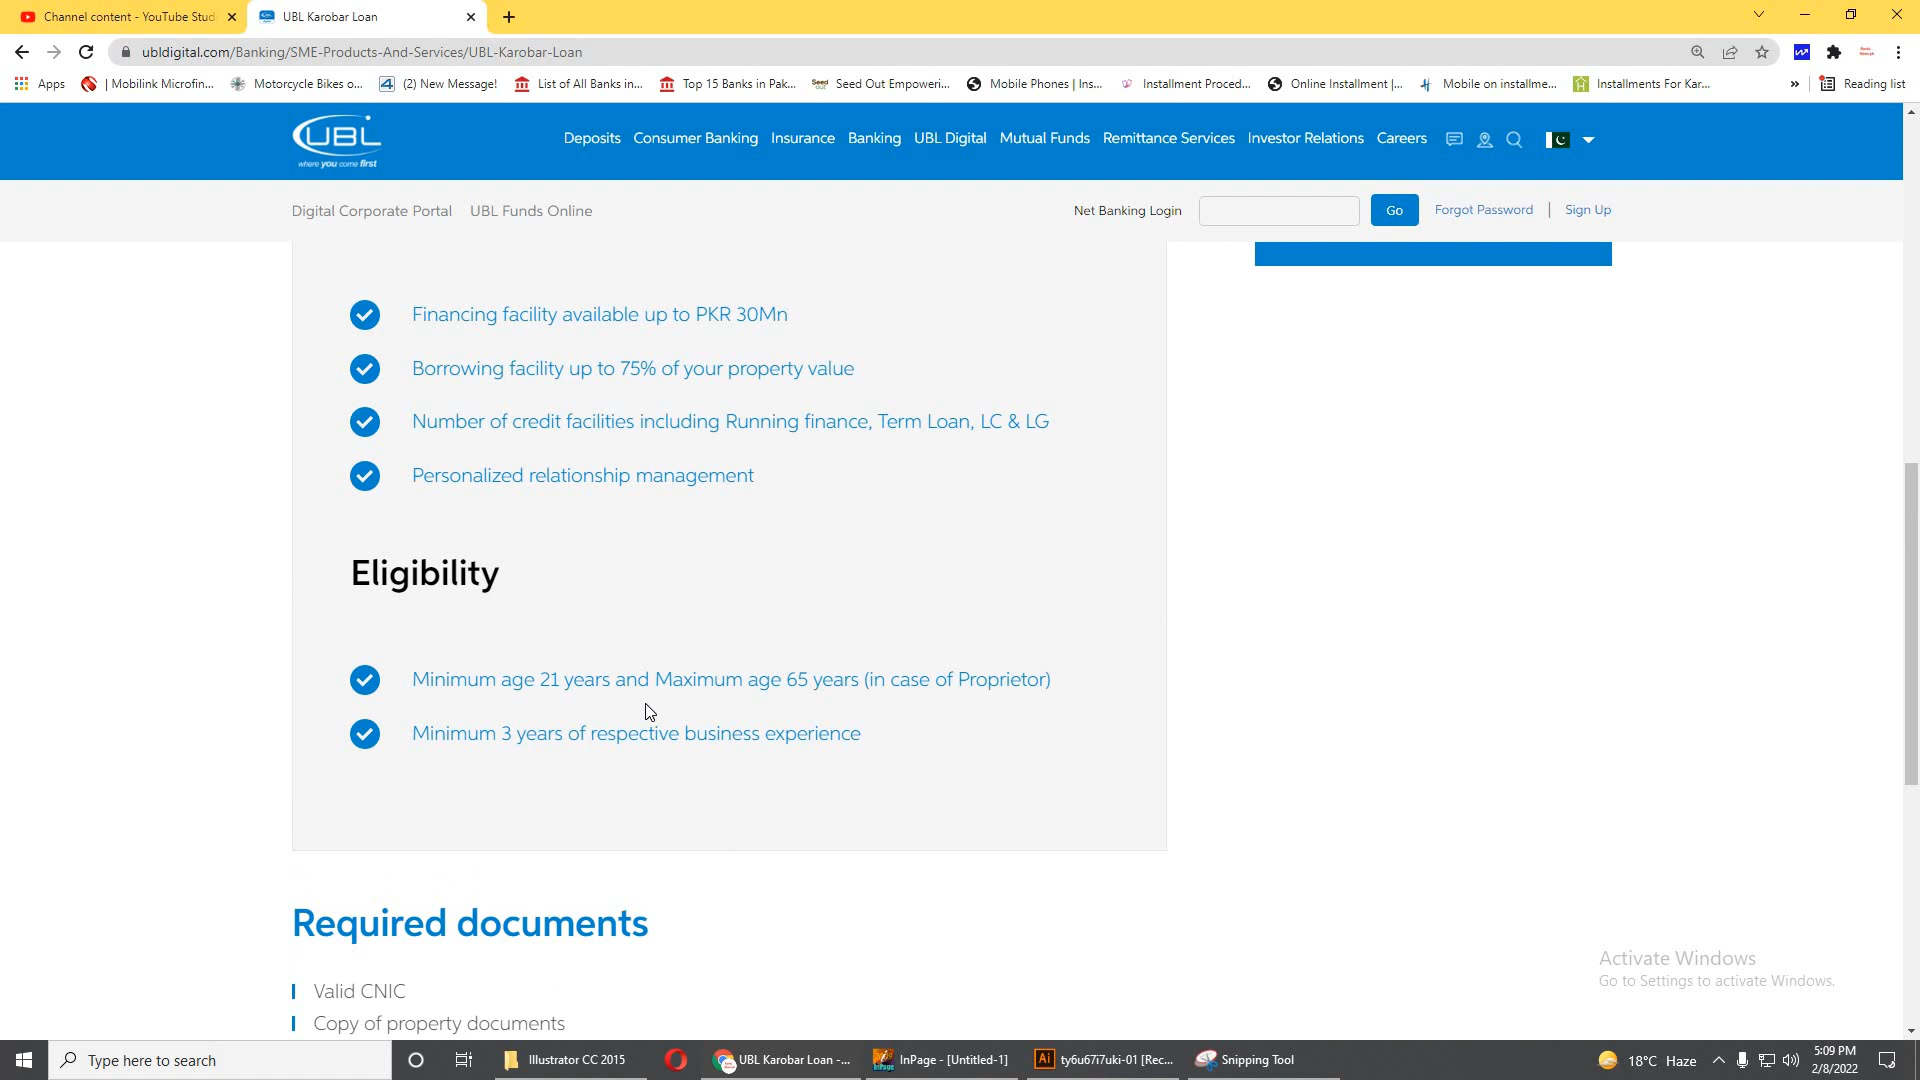 Channel content - YouTube Stud
UBL Karobar Loan
ubldigital.com/Banking/SME-Products-And-Services/UBL-Karobar-Loan
Apps
| Mobilink Microfin...
Motorcycle Bikes o...
(2) New Message!
List of All Banks in...
Top 15 Banks in Pak...
Seed Out Empoweri...
Mobile Phones | Ins...
Installment Proced...
Online Installment |...
Mobile on installme...
Installments For Kar...
»
Reading list
UBL
where you come first
Deposits Consumer Banking Insurance Banking UBL Digital Mutual Funds Remittance Services Investor Relations Careers
Digital Corporate Portal UBL Funds Online
Net Banking Login Go Forgot Password | Sign Up
Financing facility available up to PKR 30Mn
Borrowing facility up to 75% of your property value
Number of credit facilities including Running finance, Term Loan, LC & LG
Personalized relationship management
Eligibility
Minimum age 21 years and Maximum age 65 years (in case of Proprietor)
Minimum 3 years of respective business experience
Required documents
Valid CNIC
Copy of property documents
Activate Windows
Go to Settings to activate Windows.
Type here to search
Illustrator CC 2015
UBL Karobar Loan -...
InPage - [Untitled-1]
Ai ty6u67i7uki-01 [Rec...
Snipping Tool
18°C Haze
5:09 PM
2/8/2022